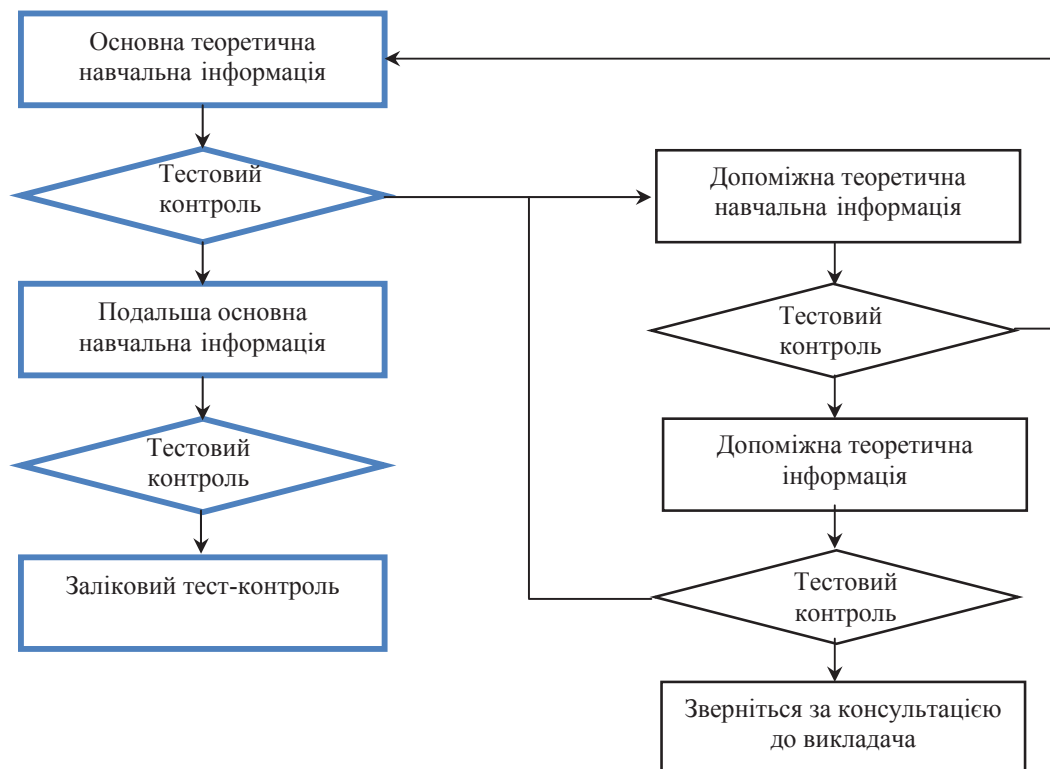 Основна теоретична
навчальна інформація
Тестовий
контроль
Подальша основна
навчальна інформація
Тестовий
контроль
Заліковий тест-контроль
Допоміжна теоретична
навчальна інформація
Тестовий
контроль
Допоміжна теоретична
інформація
Тестовий
контроль
Зверніться за консультацією
до викладача